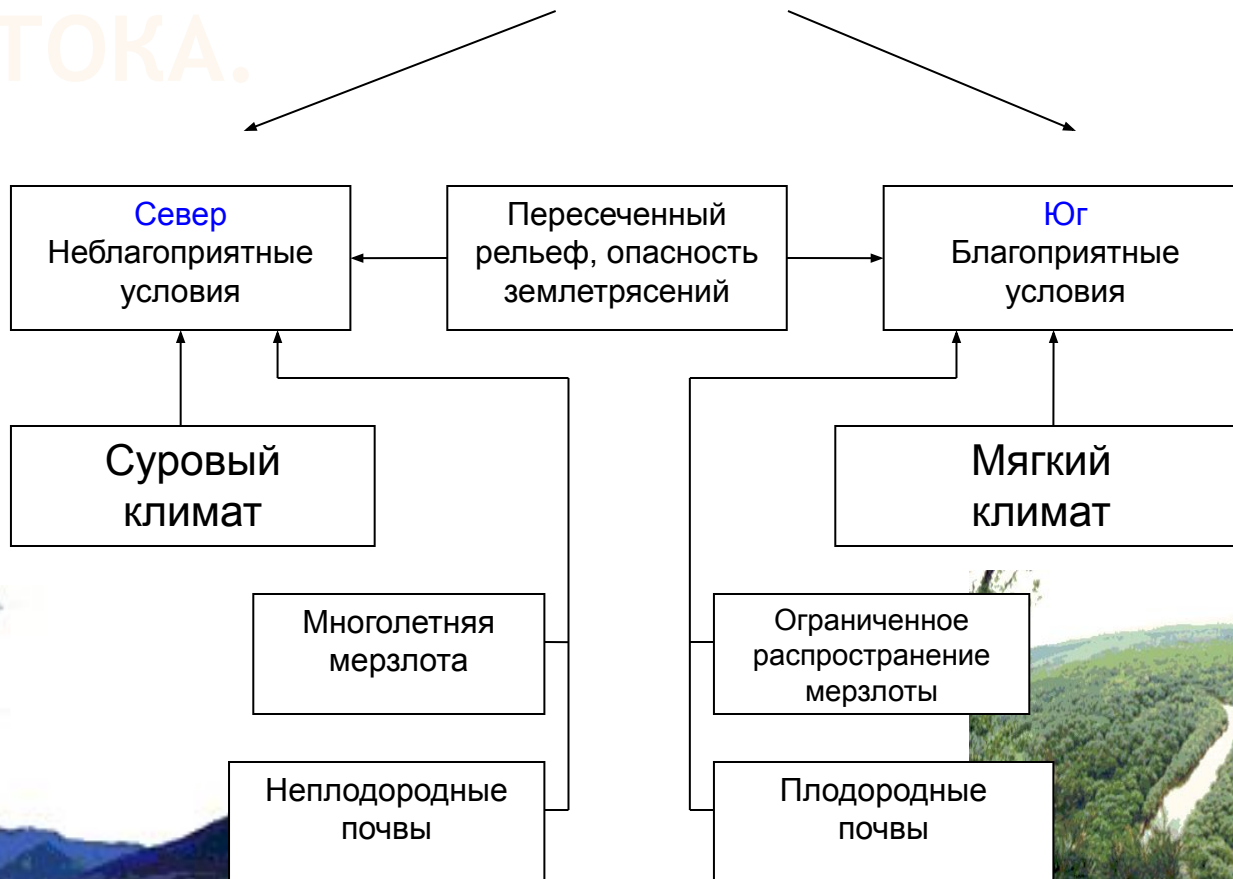 ТОКА.
Север
Неблагоприятные
условия
Пересеченный
рельеф, опасность
землетрясений
Юг
Благоприятные
условия
Суровый
климат
Мягкий
климат
Многолетняя
мерзлота
Ограниченное
распространение
мерзлоты
Неплодородные
почвы
Плодородные
почвы